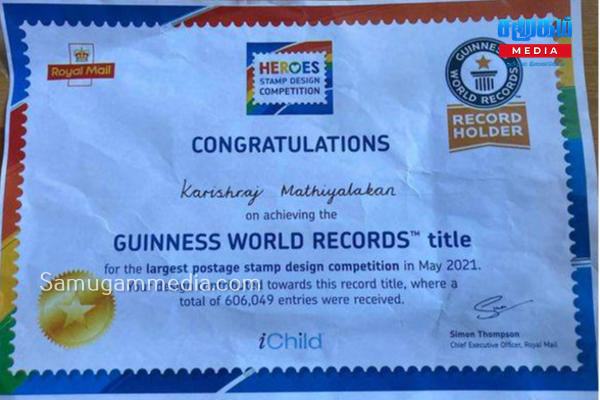 சமூகம்
MEDIA
Royal Mail
HEROES
STAMP DESIGN
COMPETITION
GUINNESS
WORLD RECORDS
RECORD
HOLDER
CONGRATULATIONS
Karishraj Mathiyalakan
on achieving the
GUINNESS WORLD RECORDS™ title
for the largest postage stamp design competition in May 2021.
Samugammedia.com
towards this record title, where a
total of 606,049 entries were received.
iChild
Simon Thompson
Chief Executive Officer, Royal Mail